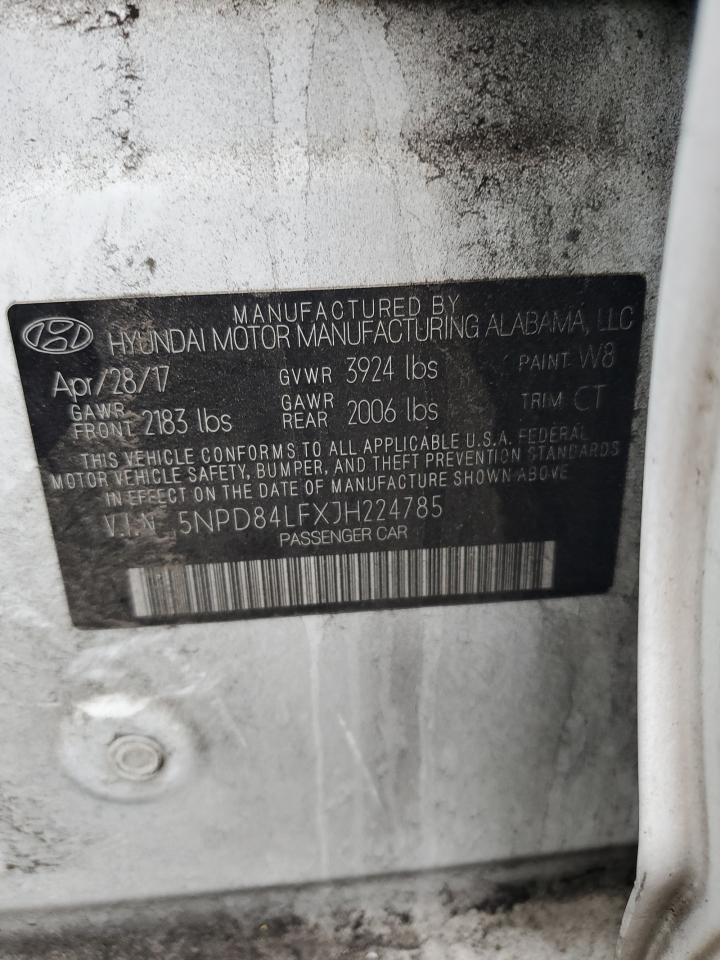 MANUFACTURED BY
HYUNDAI MOTOR MANUFACTURING ALABAMA, LLC
Apr/28/17 GVWR 3924 lbs PAINT W8
GAWR FRONT 2183 lbs GAWR REAR 2006 lbs TRIM CT
THIS VEHICLE CONFORMS TO ALL APPLICABLE U.S.A. FEDERAL
MOTOR VEHICLE SAFETY, BUMPER, AND THEFT PREVENTION STANDARDS
IN EFFECT ON THE DATE OF MANUFACTURE SHOWN ABOVE
V.I.N. 5NPD84LFXJH224785
PASSENGER CAR